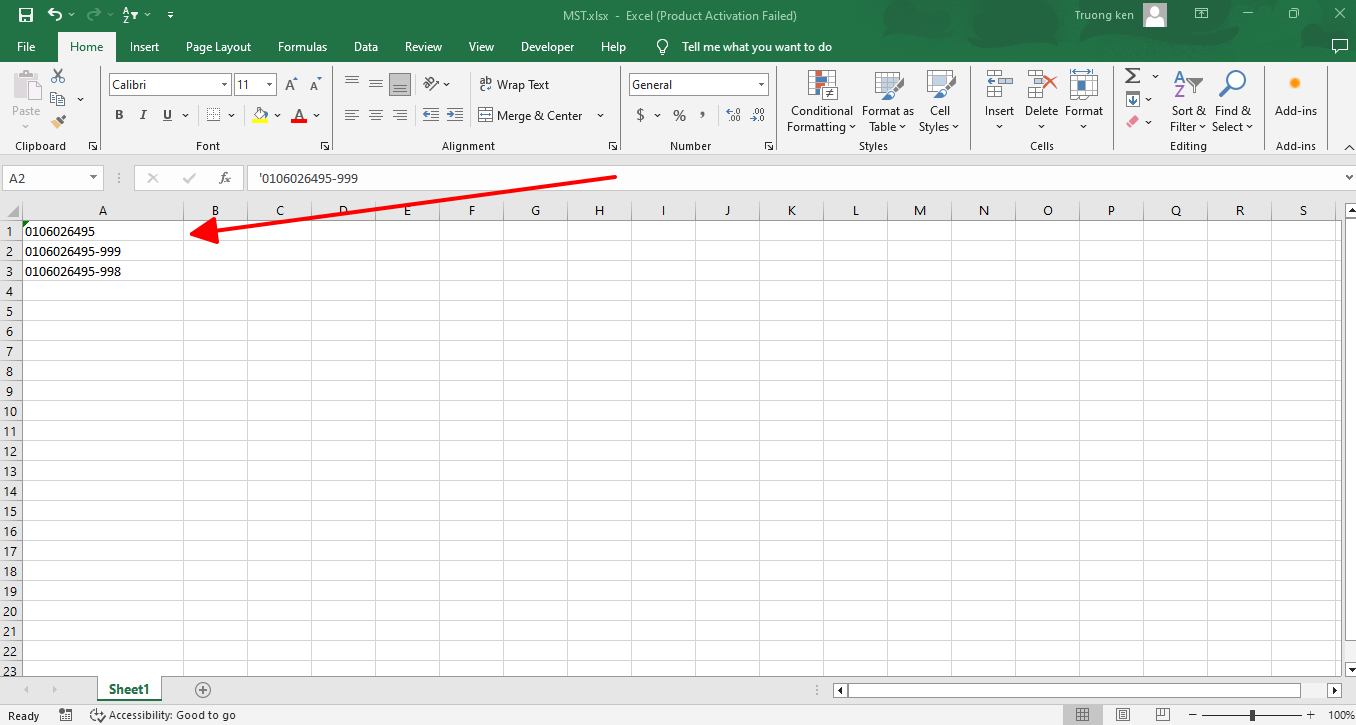 MST.xlsx - Excel (Product Activation Failed)
Truong ken
File Home Insert Page Layout Formulas Data Review View Developer Help Tell me what you want to do
Paste
Clipboard
Calibri 11
B I U
Font
Wrap Text
Merge & Center
Alignment
General
$ % ,
Number
Conditional Formatting
Format as Table
Cell Styles
Styles
Insert
Delete
Format
Cells
Sort & Filter
Find & Select
Editing
Add-ins
Add-ins
A2
fx
'0106026495-999
A B C D E F G H I J K L M N O P Q R S
1 0106026495
2 0106026495-999
3 0106026495-998
4
5
6
7
8
9
10
11
12
13
14
15
16
17
18
19
20
21
22
23
Sheet1
Ready
Accessibility: Good to go
100%